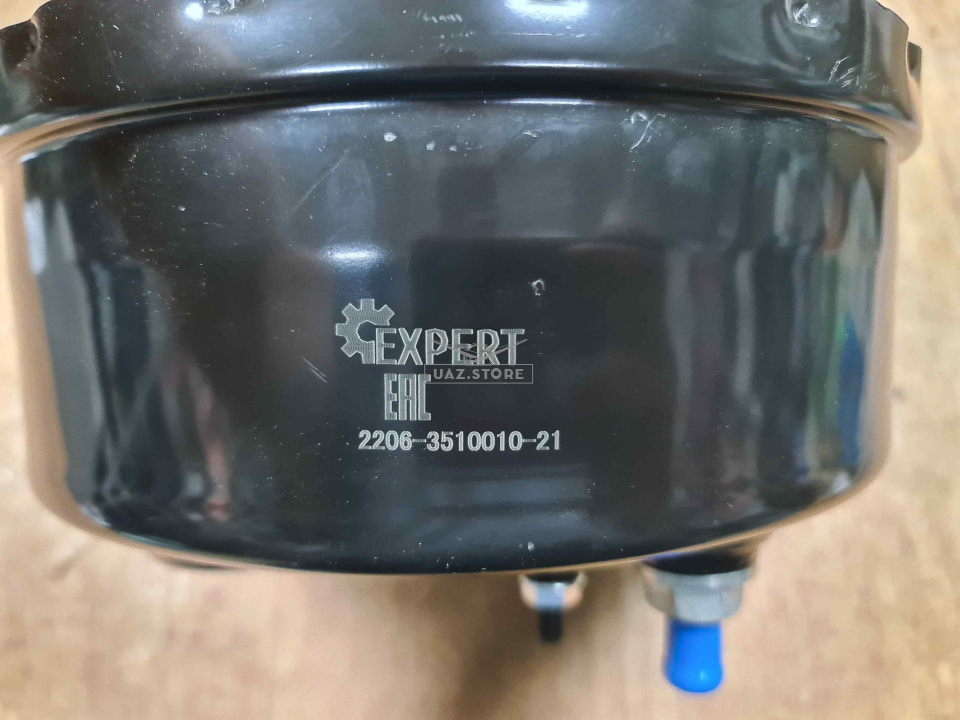 EXPERT
UAZ.STORE
EAC
2206-3510010-21